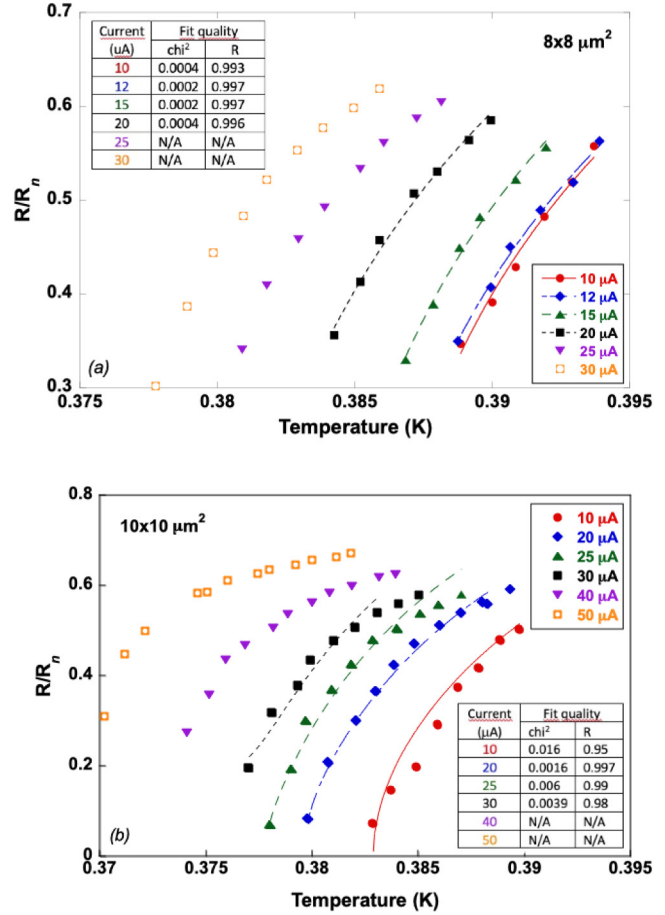 Current Fit quality
(uA) chi² R
10 0.0004 0.993
12 0.0002 0.997
15 0.0002 0.997
20 0.0004 0.996
25 N/A N/A
30 N/A N/A
8x8 μm²
0.7
0.6
0.5
0.4
0.3
R/Rn
(a)
10 μA
12 μA
15 μA
20 μA
25 μA
30 μA
0.375 0.38 0.385 0.39 0.395
Temperature (K)
10x10 μm²
0.8
0.6
0.4
0.2
0
R/Rn
(b)
10 μA
20 μA
25 μA
30 μA
40 μA
50 μA
Current Fit quality
(μA) chi² R
10 0.016 0.95
20 0.0016 0.997
25 0.006 0.99
30 0.0039 0.98
40 N/A N/A
50 N/A N/A
0.37 0.375 0.38 0.385 0.39 0.395
Temperature (K)